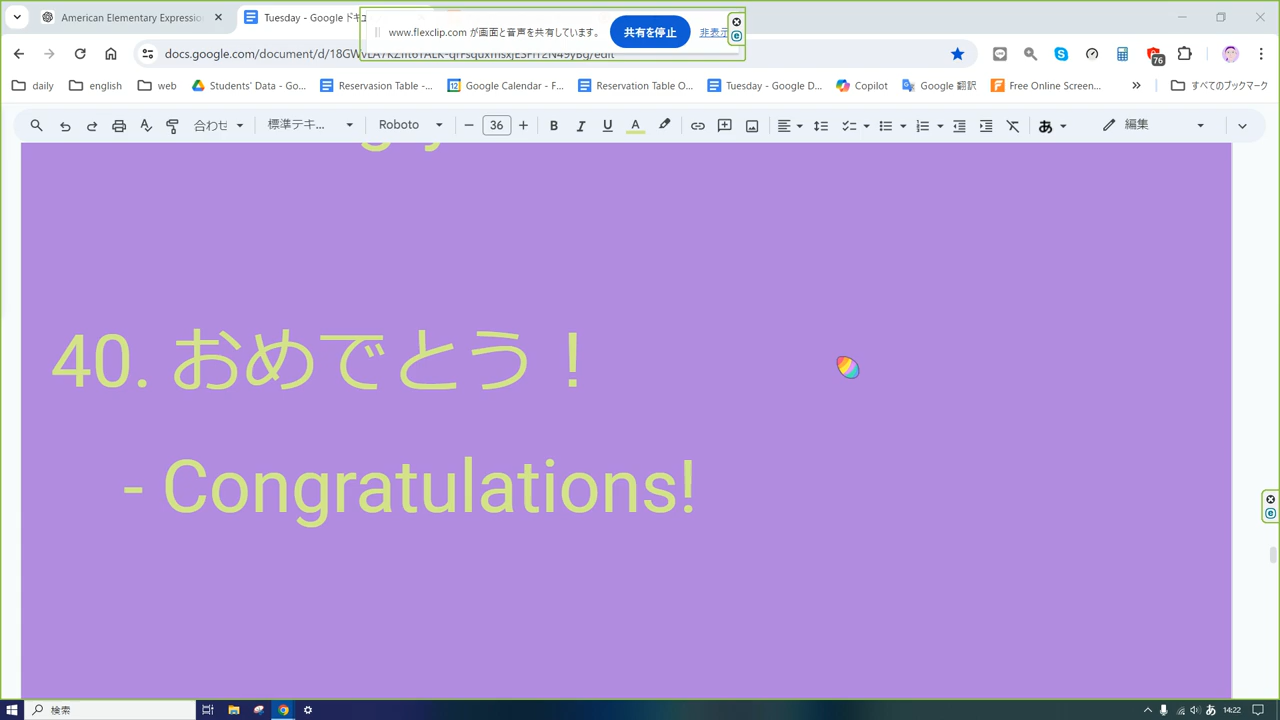 American Elementary Expressio
Tuesday - Google ドキュ
www.flexclip.com が画面と音声を共有しています。
共有を停止
非表示
76
daily
english
web
Students' Data - Go...
Reservasion Table -...
Google Calendar - F...
Reservation Table O...
Tuesday - Google D...
Copilot
Google 翻訳
Free Online Screen...
すべてのブックマーク
合わせ
標準テキ...
Roboto
36
編集
40. おめでとう！
- Congratulations!
検索
あ
14:22